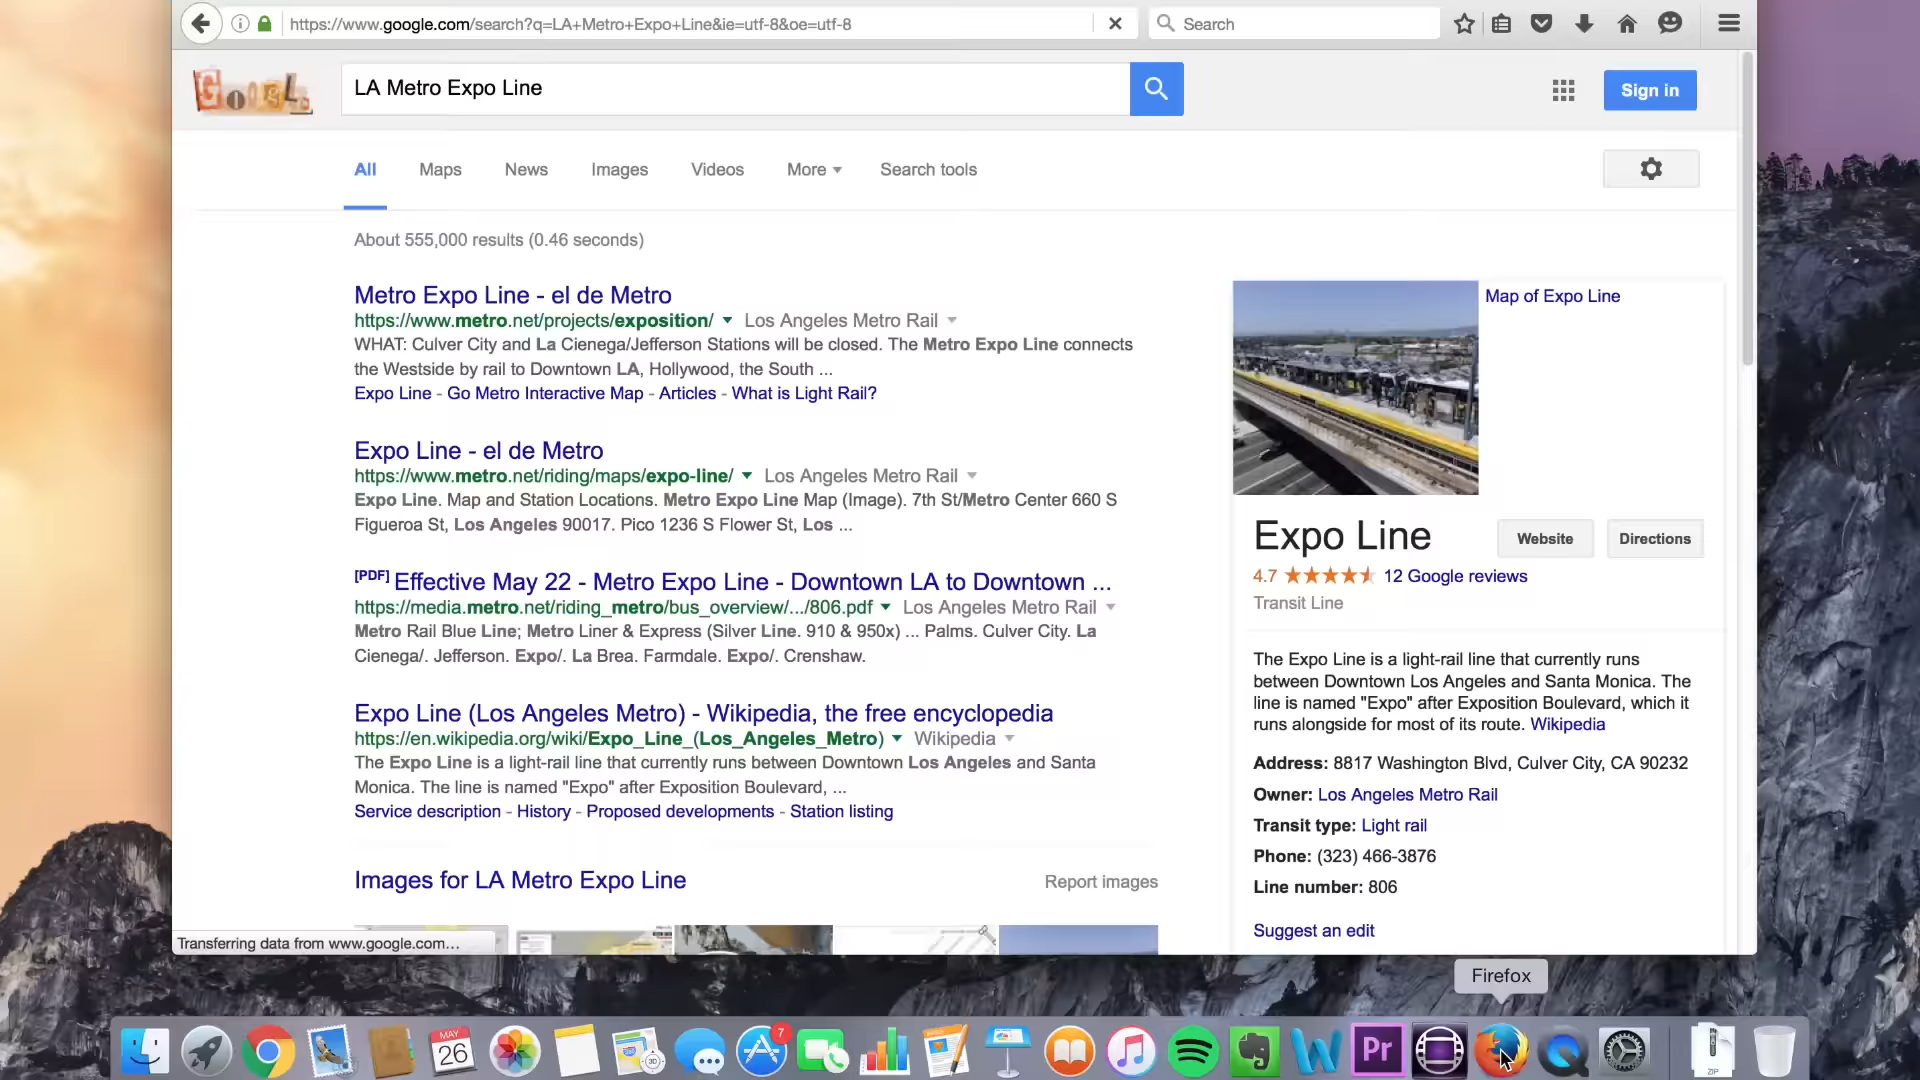 https://www.google.com/search?q=LA+Metro+Expo+Line&ie=utf-8&oe=utf-8
Search
Google
LA Metro Expo Line
Sign in
All
Maps
News
Images
Videos
More
Search tools
About 555,000 results (0.46 seconds)
Metro Expo Line - el de Metro
https://www.metro.net/projects/exposition/ Los Angeles Metro Rail
WHAT: Culver City and La Cienega/Jefferson Stations will be closed. The Metro Expo Line connects
the Westside by rail to Downtown LA, Hollywood, the South ...
Expo Line - Go Metro Interactive Map - Articles - What is Light Rail?
Expo Line - el de Metro
https://www.metro.net/riding/maps/expo-line/ Los Angeles Metro Rail
Expo Line. Map and Station Locations. Metro Expo Line Map (Image). 7th St/Metro Center 660 S
Figueroa St, Los Angeles 90017. Pico 1236 S Flower St, Los ...
[PDF] Effective May 22 - Metro Expo Line - Downtown LA to Downtown ...
https://media.metro.net/riding_metro/bus_overview/.../806.pdf Los Angeles Metro Rail
Metro Rail Blue Line; Metro Liner & Express (Silver Line. 910 & 950x) ... Palms. Culver City. La
Cienega/. Jefferson. Expo/. La Brea. Farmdale. Expo/. Crenshaw.
Expo Line (Los Angeles Metro) - Wikipedia, the free encyclopedia
https://en.wikipedia.org/wiki/Expo_Line_(Los_Angeles_Metro) Wikipedia
The Expo Line is a light-rail line that currently runs between Downtown Los Angeles and Santa
Monica. The line is named "Expo" after Exposition Boulevard, ...
Service description - History - Proposed developments - Station listing
Images for LA Metro Expo Line
Report images
Transferring data from www.google.com…
Map of Expo Line
Expo Line
Website
Directions
4.7 12 Google reviews
Transit Line
The Expo Line is a light-rail line that currently runs
between Downtown Los Angeles and Santa Monica. The
line is named "Expo" after Exposition Boulevard, which it
runs alongside for most of its route. Wikipedia
Address: 8817 Washington Blvd, Culver City, CA 90232
Owner: Los Angeles Metro Rail
Transit type: Light rail
Phone: (323) 466-3876
Line number: 806
Suggest an edit
Firefox
MAY
26
3D
7
W
Pr
ZIP